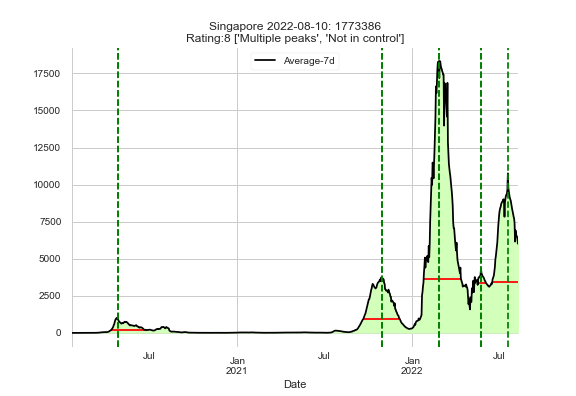 Singapore 2022-08-10: 1773386
Rating:8 ['Multiple peaks', 'Not in control']
Average-7d
17500
15000
12500
10000
7500
5000
2500
0
Jul
Jan
2021
Jul
Jan
2022
Jul
Date